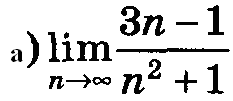 а) lim n→∞ (3n − 1)/(n² + 1)